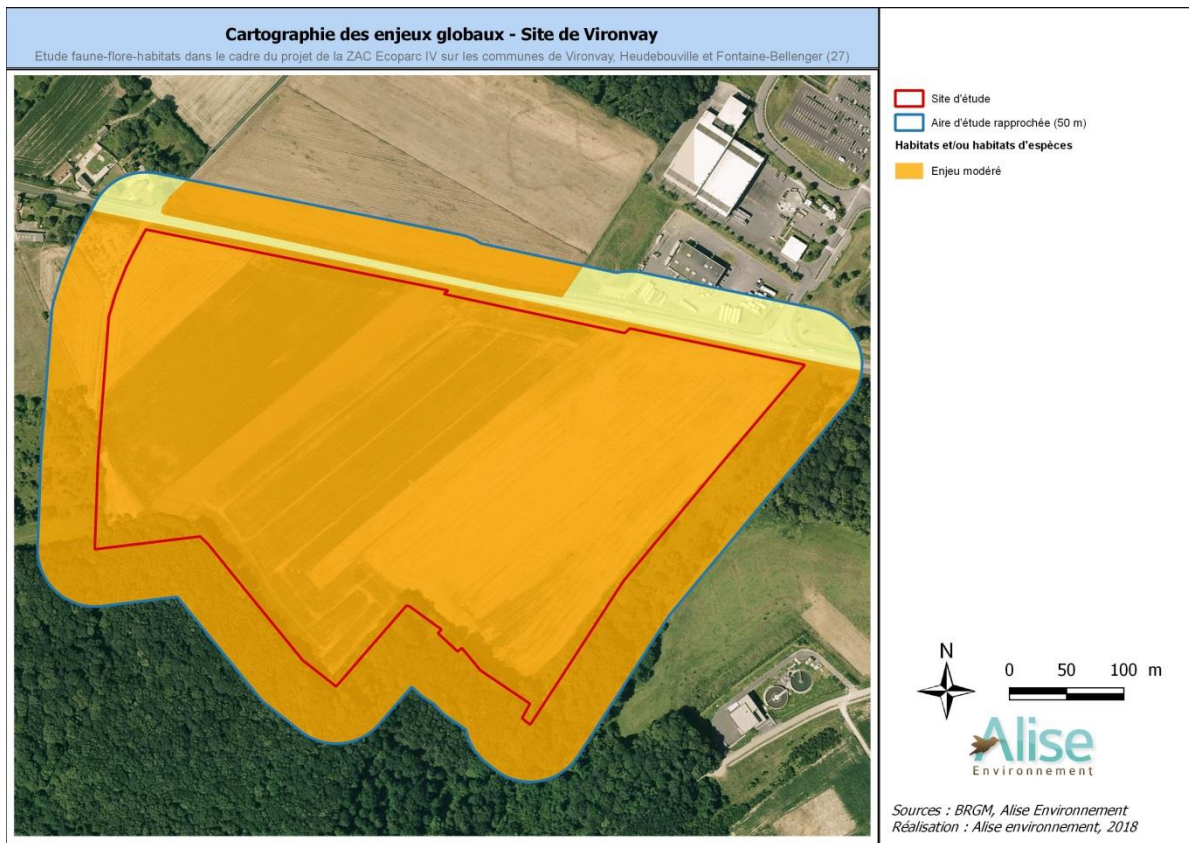 Cartographie des enjeux globaux - Site de Vironvay
Etude faune-flore-habitats dans le cadre du projet de la ZAC Ecoparc IV sur les communes de Vironvay, Heudebouville et Fontaine-Bellenger (27)
Site d'étude
Aire d'étude rapprochée (50 m)
Habitats et/ou habitats d'espèces
Enjeu modéré
N
0 50 100 m
Alise
Environnement
Sources : BRGM, Alise Environnement
Réalisation : Alise environnement, 2018